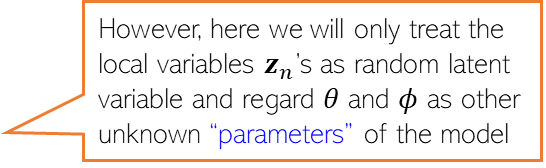 However, here we will only treat the
local variables 𝒛ₙ's as random latent
variable and regard θ and ϕ as other
unknown “parameters” of the model